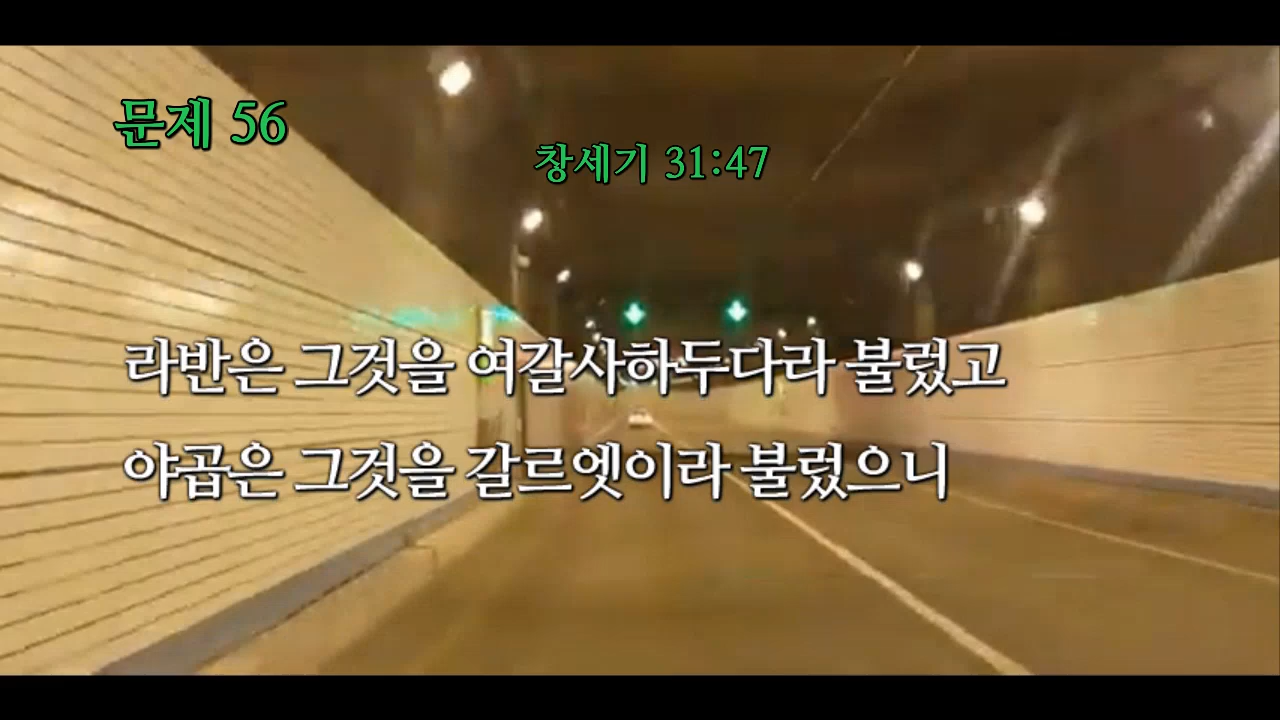 문제 56
창세기 31:47
라반은 그것을 여갈사하두다라 불렀고
야곱은 그것을 갈르엣이라 불렀으니